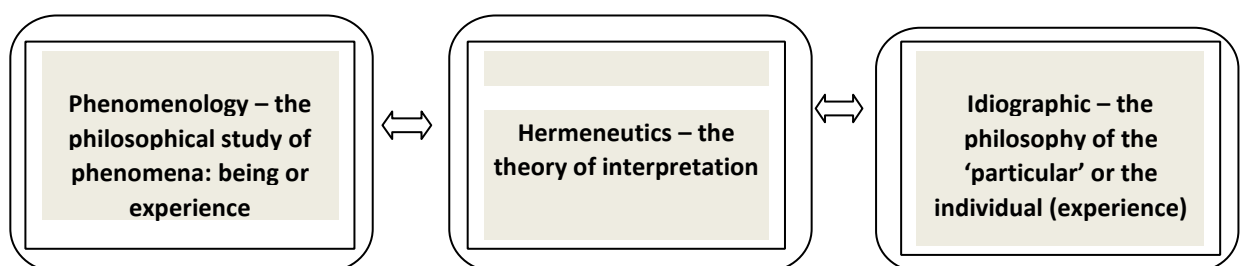 Phenomenology – the
philosophical study of
phenomena: being or
experience
Hermeneutics – the
theory of interpretation
Idiographic – the
philosophy of the
‘particular’ or the
individual (experience)